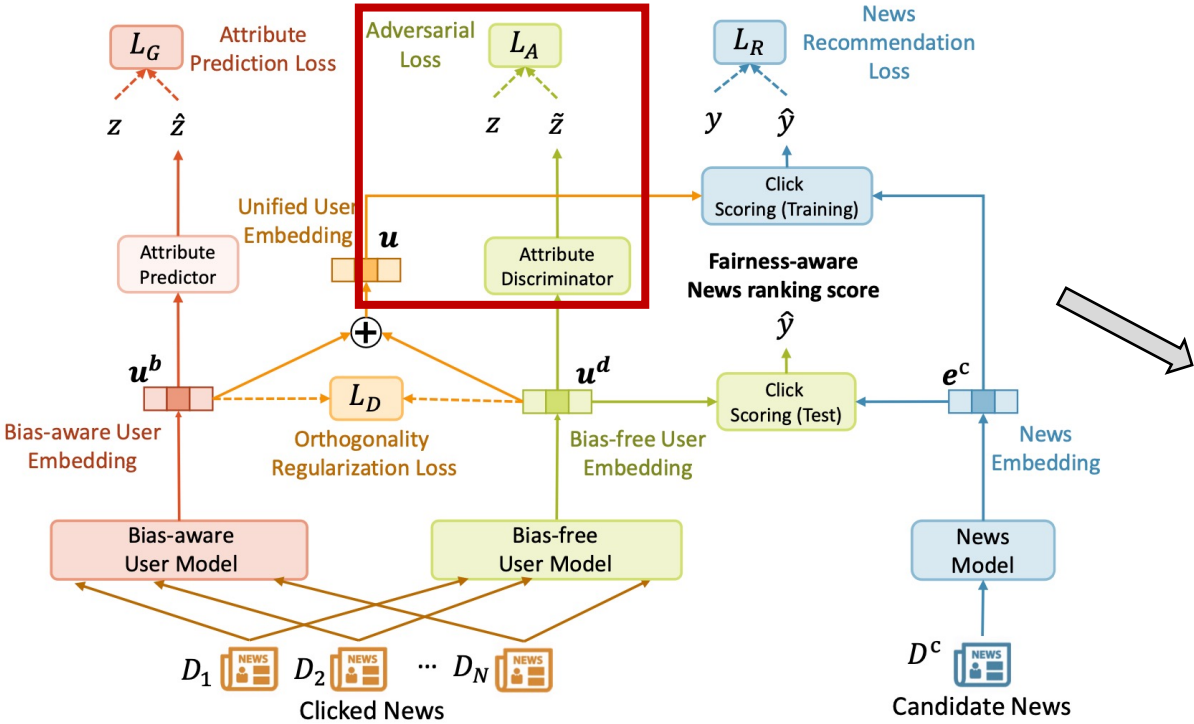 L_G
Attribute
Prediction Loss
z
ẑ
Adversarial
Loss
L_A
z
z̃
L_R
News
Recommendation
Loss
y
ŷ
Click
Scoring (Training)
Unified User
Embedding
u
Attribute
Predictor
Attribute
Discriminator
Fairness-aware
News ranking score
ŷ
+
u^b
L_D
u^d
Click
Scoring (Test)
e^c
Bias-aware User
Embedding
Orthogonality
Regularization Loss
Bias-free User
Embedding
News
Embedding
Bias-aware
User Model
Bias-free
User Model
News
Model
D_1
NEWS
D_2
NEWS
...
D_N
NEWS
D^c
NEWS
Clicked News
Candidate News